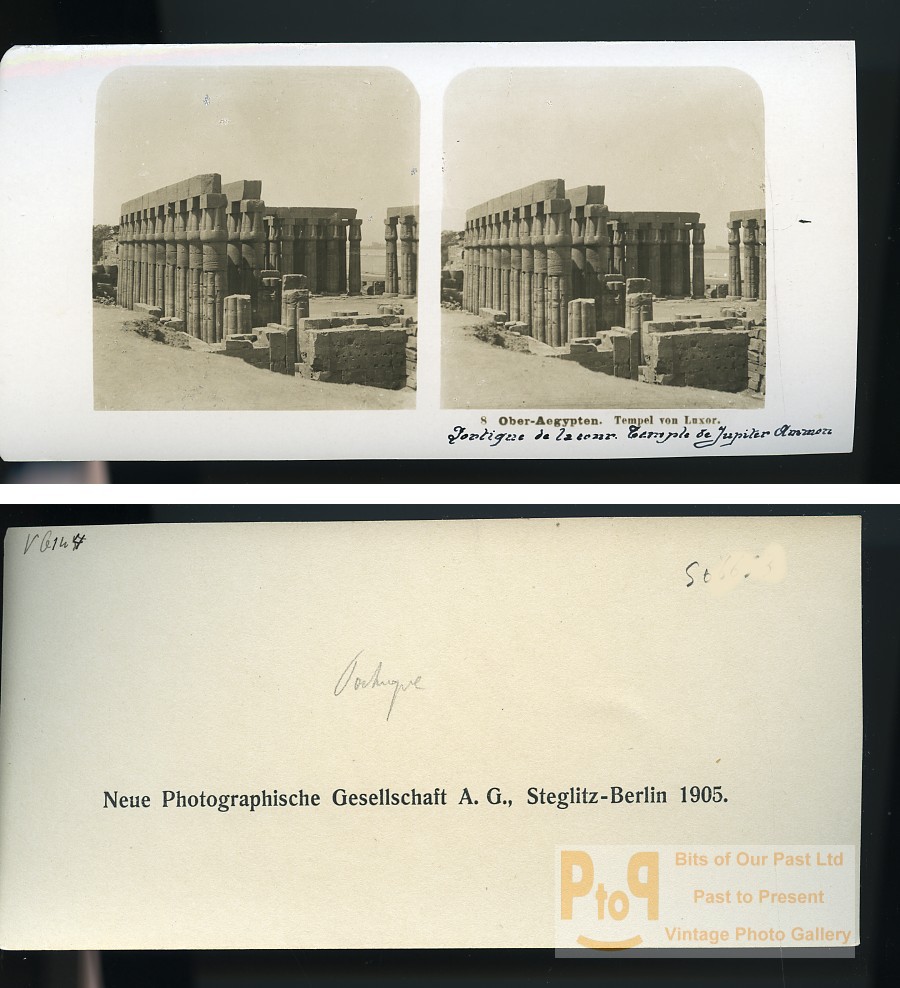 8 Ober-Aegypten. Tempel von Luxor.
Portique de la cour. Temple de Jupiter Ammon
Portique
Neue Photographische Gesellschaft A. G., Steglitz-Berlin 1905.
PtoP
Bits of Our Past Ltd
Past to Present
Vintage Photo Gallery